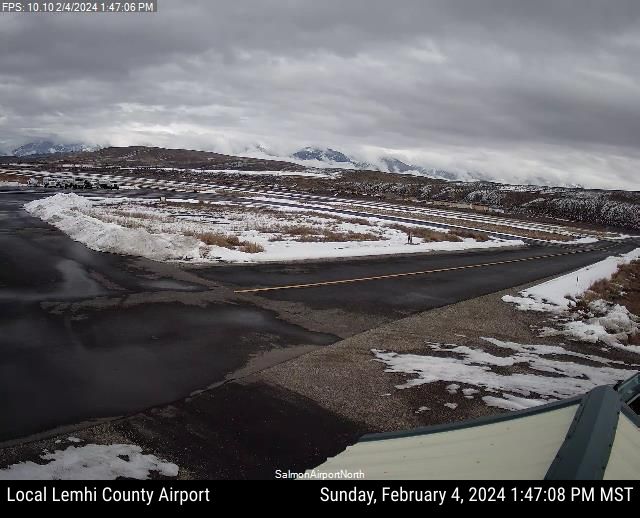 FPS: 10.10 2/4/2024 1:47:06 PM
SalmonAirportNorth
Local Lemhi County Airport Sunday, February 4, 2024 1:47:08 PM MST